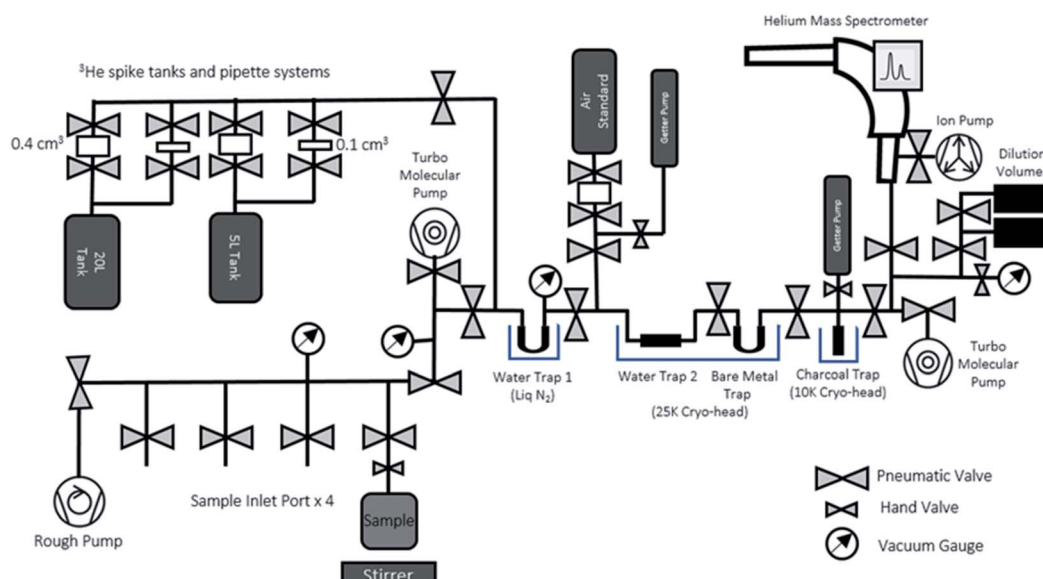 Helium Mass Spectrometer
³He spike tanks and pipette systems
0.4 cm³
0.1 cm³
Air
Standard
Getter Pump
Ion Pump
Dilution
Volume
Turbo
Molecular
Pump
20L
Tank
5L Tank
Getter Pump
Water Trap 1
(Liq N₂)
Water Trap 2
Bare Metal
Trap
(25K Cryo-head)
Charcoal Trap
(10K Cryo-head)
Turbo
Molecular
Pump
Sample Inlet Port x 4
Rough Pump
Sample
Stirrer
Pneumatic Valve
Hand Valve
Vacuum Gauge